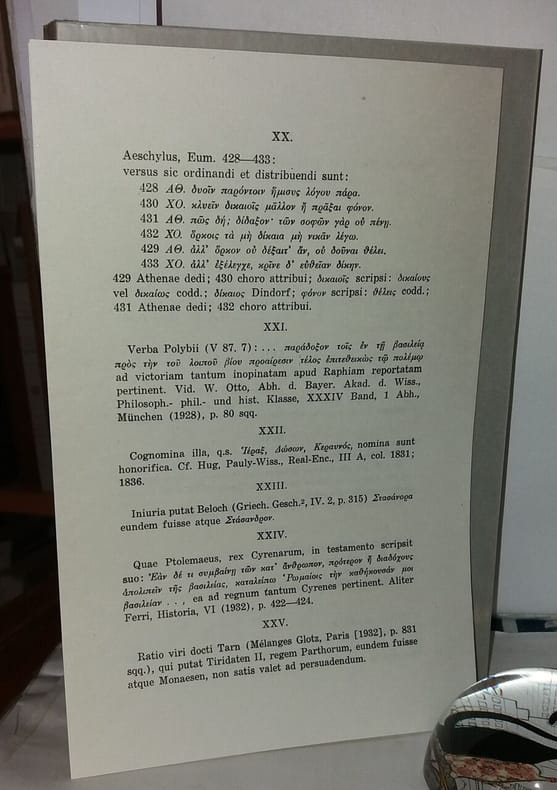 XX.
Aeschylus, Eum. 428—433:
versus sic ordinandi et distribuendi sunt:
428 ΑΘ. δυοῖν παρόντοιν ἥμισυς λόγου πάρα.
430 ΧΟ. κλυεῖν δικαιοῖς μᾶλλον ἢ πρᾶξαι φόνον.
431 ΑΘ. πῶς δή; δίδαξον· τῶν σοφῶν γὰρ οὐ πένῃ.
432 ΧΟ. ὅρκοις τὰ μὴ δίκαια μὴ νικᾶν λέγω.
429 ΑΘ. ἀλλ' ὅρκον οὐ δέξαιτ' ἄν, οὐ δοῦναι θέλει.
433 ΧΟ. ἀλλ' ἐξέλεγχε, κρῖνε δ' εὐθεῖαν δίκην.
429 Athenae dedi; 430 choro attribui; δικαιοῖς scripsi: δικαίους
vel δικαίως codd.; δίκαιος Dindorf; φόνον scripsi: θέλεις codd.;
431 Athenae dedi; 432 choro attribui.
XXI.
Verba Polybii (V 87. 7): ... παράδοξον τοῖς ἐν τῇ βασιλείᾳ
πρὸς τὴν τοῦ λοιποῦ βίου προαίρεσιν τέλος ἐπιτεθεικὼς τῷ πολέμῳ
ad victoriam tantum inopinatam apud Raphiam reportatam
pertinent. Vid. W. Otto, Abh. d. Bayer. Akad. d. Wiss.,
Philosoph.- phil.- und hist. Klasse, XXXIV Band, 1 Abh.,
München (1928), p. 80 sqq.
XXII.
Cognomina illa, q.s. Ἱέραξ, Δώσων, Κεραυνός, nomina sunt
honorifica. Cf. Hug, Pauly-Wiss., Real-Enc., III A, col. 1831;
1836.
XXIII.
Iniuria putat Beloch (Griech. Gesch.², IV. 2, p. 315) Στασάνορα
eundem fuisse atque Στάσανδρον.
XXIV.
Quae Ptolemaeus, rex Cyrenarum, in testamento scripsit
suo: Ἐὰν δέ τι συμβαίνῃ τῶν κατ' ἄνθρωπον, πρότερον ἢ διαδόχους
ἀπολιπεῖν τῆς βασιλείας, καταλείπω Ῥωμαίοις τὴν καθήκουσάν μοι
βασιλείαν . . ., ea ad regnum tantum Cyrenes pertinent. Aliter
Ferri, Historia, VI (1932), p. 422—424.
XXV.
Ratio viri docti Tarn (Mélanges Glotz, Paris [1932], p. 831
sqq.), qui putat Tiridaten II, regem Parthorum, eundem fuisse
atque Monaesen, non satis valet ad persuadendum.